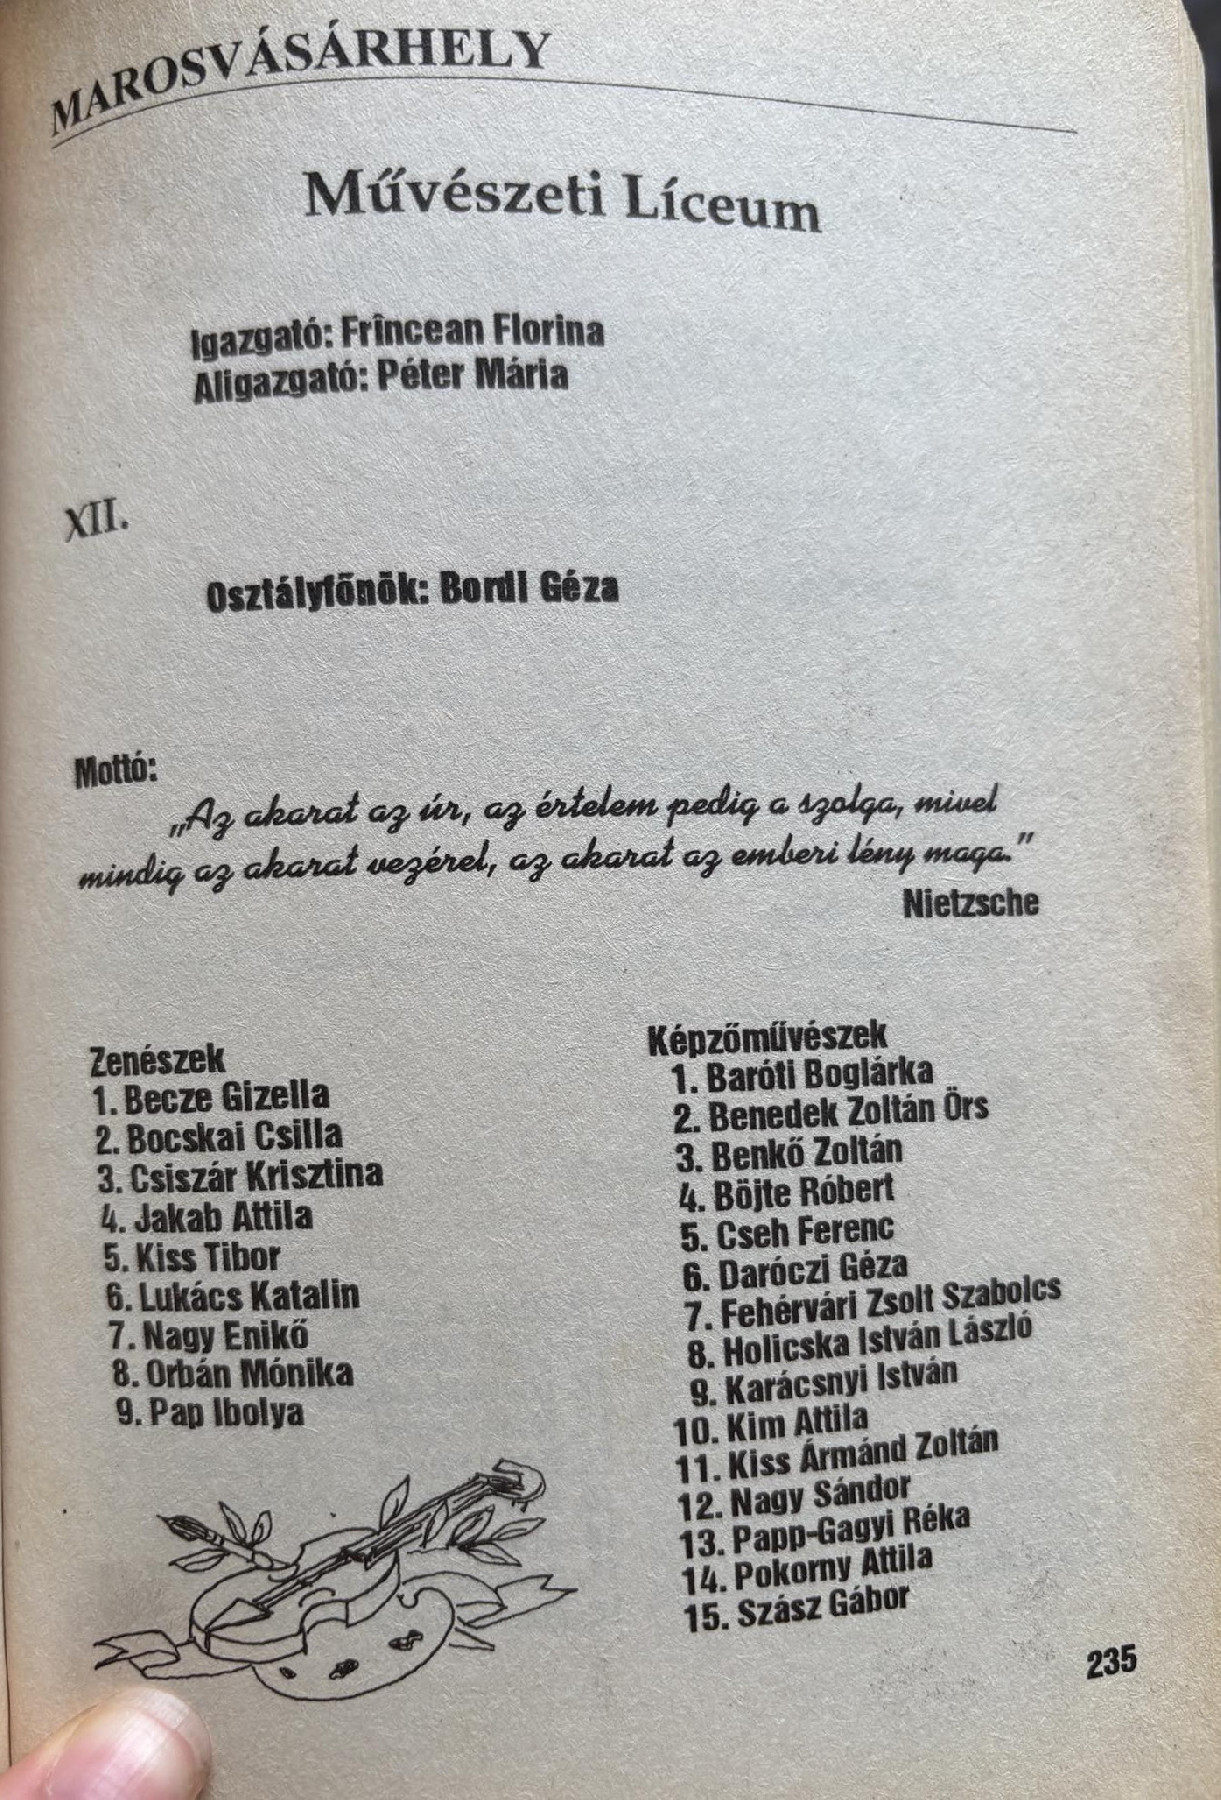 MAROSVÁSÁRHELY
Művészeti Líceum
Igazgató: Frîncean Florina
Aligazgató: Péter Mária
XII.
Osztályfőnök: Bordi Géza
Mottó:
„Az akarat az úr, az értelem pedig a szolga, mivel
mindig az akarat vezérel, az akarat az emberi lény maga.”
Nietzsche
Zenészek
1. Becze Gizella
2. Bocskai Csilla
3. Csiszár Krisztina
4. Jakab Attila
5. Kiss Tibor
6. Lukács Katalin
7. Nagy Enikő
8. Orbán Mónika
9. Pap Ibolya
Képzőművészek
1. Baróti Boglárka
2. Benedek Zoltán Örs
3. Benkő Zoltán
4. Böjte Róbert
5. Cseh Ferenc
6. Daróczi Géza
7. Fehérvári Zsolt Szabolcs
8. Holicska István László
9. Karácsnyi István
10. Kim Attila
11. Kiss Ármánd Zoltán
12. Nagy Sándor
13. Papp-Gagyi Réka
14. Pokorny Attila
15. Szász Gábor
235